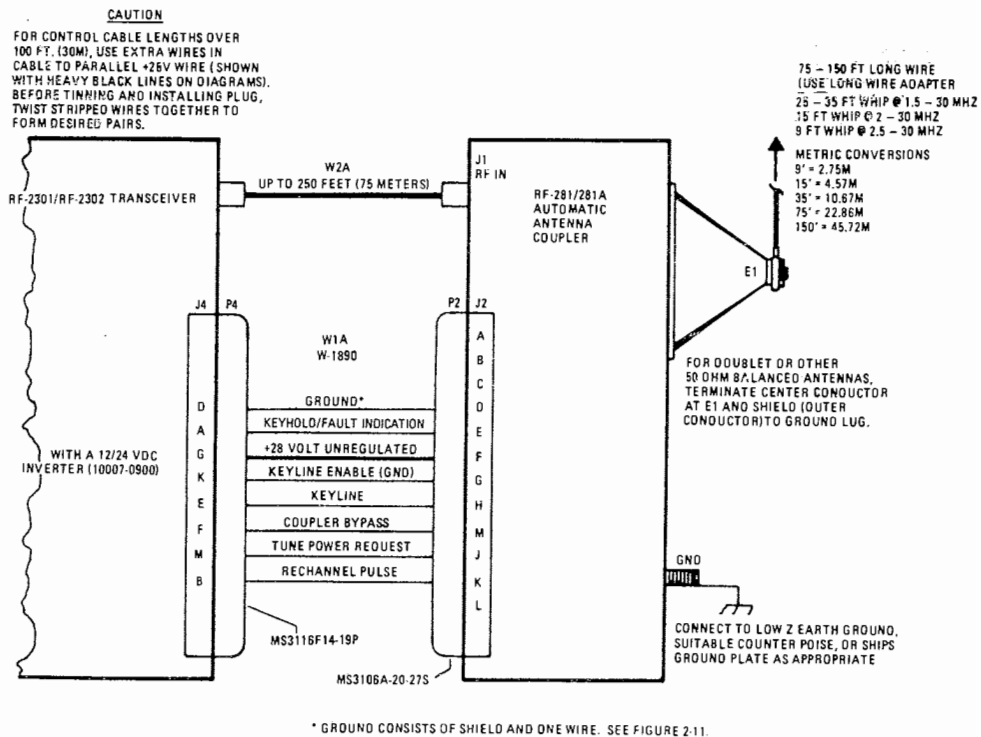 CAUTION
FOR CONTROL CABLE LENGTHS OVER
100 FT. (30M), USE EXTRA WIRES IN
CABLE TO PARALLEL +26V WIRE (SHOWN
WITH HEAVY BLACK LINES ON DIAGRAMS).
BEFORE TINNING AND INSTALLING PLUG,
TWIST STRIPPED WIRES TOGETHER TO
FORM DESIRED PAIRS.
75 – 150 FT LONG WIRE
(USE LONG WIRE ADAPTER
25 – 35 FT WHIP @ 1.5 – 30 MHZ
15 FT WHIP @ 2 – 30 MHZ
9 FT WHIP @ 2.5 – 30 MHZ
METRIC CONVERSIONS
9' = 2.75M
15' = 4.57M
35' = 10.67M
75' = 22.86M
150' = 45.72M
W2A
UP TO 250 FEET (75 METERS)
J1
RF IN
RF-2301/RF-2302 TRANSCEIVER
RF-281/281A
AUTOMATIC
ANTENNA
COUPLER
E1
J4 P4
P2 J2
W1A
W-1890
A
B
C
D
E
F
G
H
M
J
K
L
D
A
G
K
E
F
M
B
GROUND*
KEYHOLD/FAULT INDICATION
+28 VOLT UNREGULATED
KEYLINE ENABLE (GND)
KEYLINE
COUPLER BYPASS
TUNE POWER REQUEST
RECHANNEL PULSE
WITH A 12/24 VDC
INVERTER (10007-0900)
FOR DOUBLET OR OTHER
50 OHM BALANCED ANTENNAS,
TERMINATE CENTER CONDUCTOR
AT E1 AND SHIELD (OUTER
CONDUCTOR)TO GROUND LUG.
GND
CONNECT TO LOW Z EARTH GROUND,
SUITABLE COUNTER POISE, OR SHIPS
GROUND PLATE AS APPROPRIATE
MS3116F14-19P
MS3106A-20-27S
* GROUND CONSISTS OF SHIELD AND ONE WIRE. SEE FIGURE 2-11.